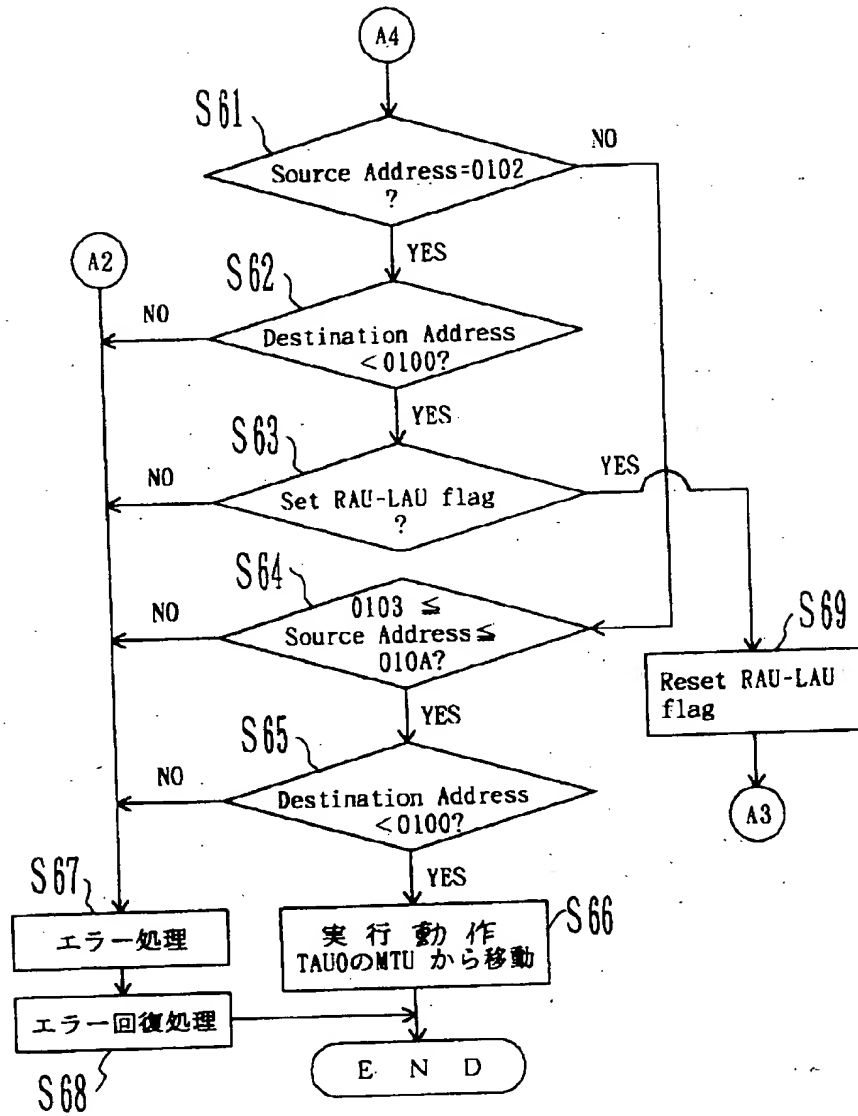 A4
S61
NO
Source Address=0102
?
YES
A2
S62
NO
Destination Address
<0100?
YES
S63
NO
YES
Set RAU-LAU flag
?
S64
NO
0103 ≦
Source Address≦
010A?
S69
Reset RAU-LAU
flag
YES
S65
NO
Destination Address
<0100?
A3
YES
S67
エラー処理
S66
実行動作
TAU0のMTUから移動
エラー回復処理
S68
E N D